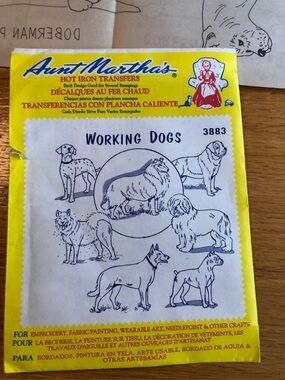 DOBERMAN P
Aunt Martha's®
HOT IRON TRANSFERS
Each Design Good for Several Stampings
DÉCALQUES AU FER CHAUD
Chaque patron donne plusieurs estampes
TRANSFERENCIAS CON PLANCHA CALIENTE
Cada Diseño Sirve Para Varios Estampados
WORKING DOGS
3883
FOR EMBROIDERY, FABRIC PAINTING, WEARABLE ART, NEEDLEPOINT & OTHER CRAFTS
POUR LA BRODERIE, LA PEINTURE SUR TISSU, LA DÉCORATION DE VÊTEMENTS, LES
TRAVAUX D'AIGUILLE ET AUTRES OUVRAGES D'ARTISANAT
PARA BORDADOS, PINTURA EN TELA, ARTE USABLE, BORDADO DE AGUJA &
OTRAS ARTESANIAS